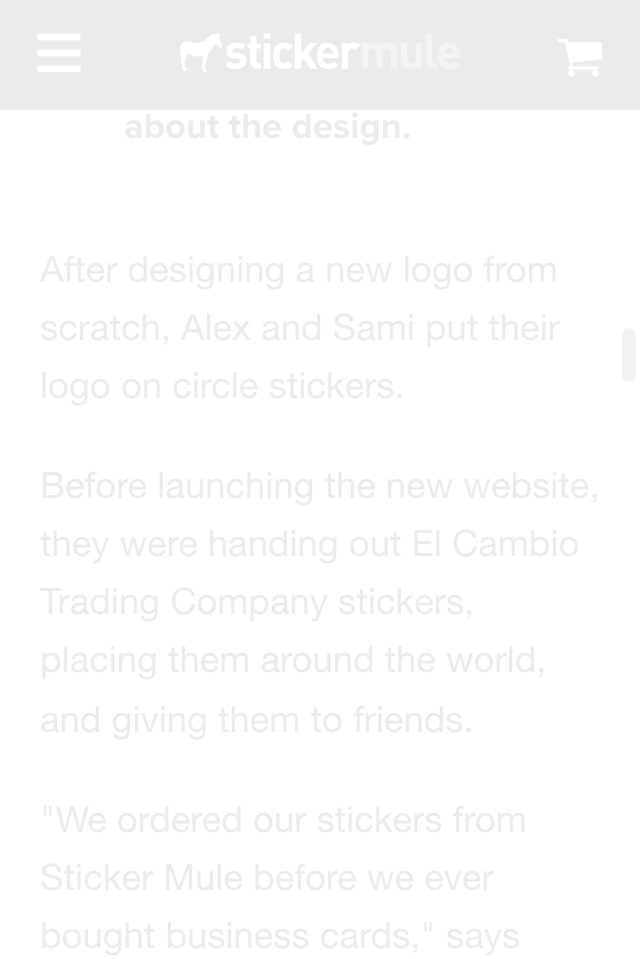 stickermule
about the design.
After designing a new logo from
scratch, Alex and Sami put their
logo on circle stickers.
Before launching the new website,
they were handing out El Cambio
Trading Company stickers,
placing them around the world,
and giving them to friends.
"We ordered our stickers from
Sticker Mule before we ever
bought business cards," says